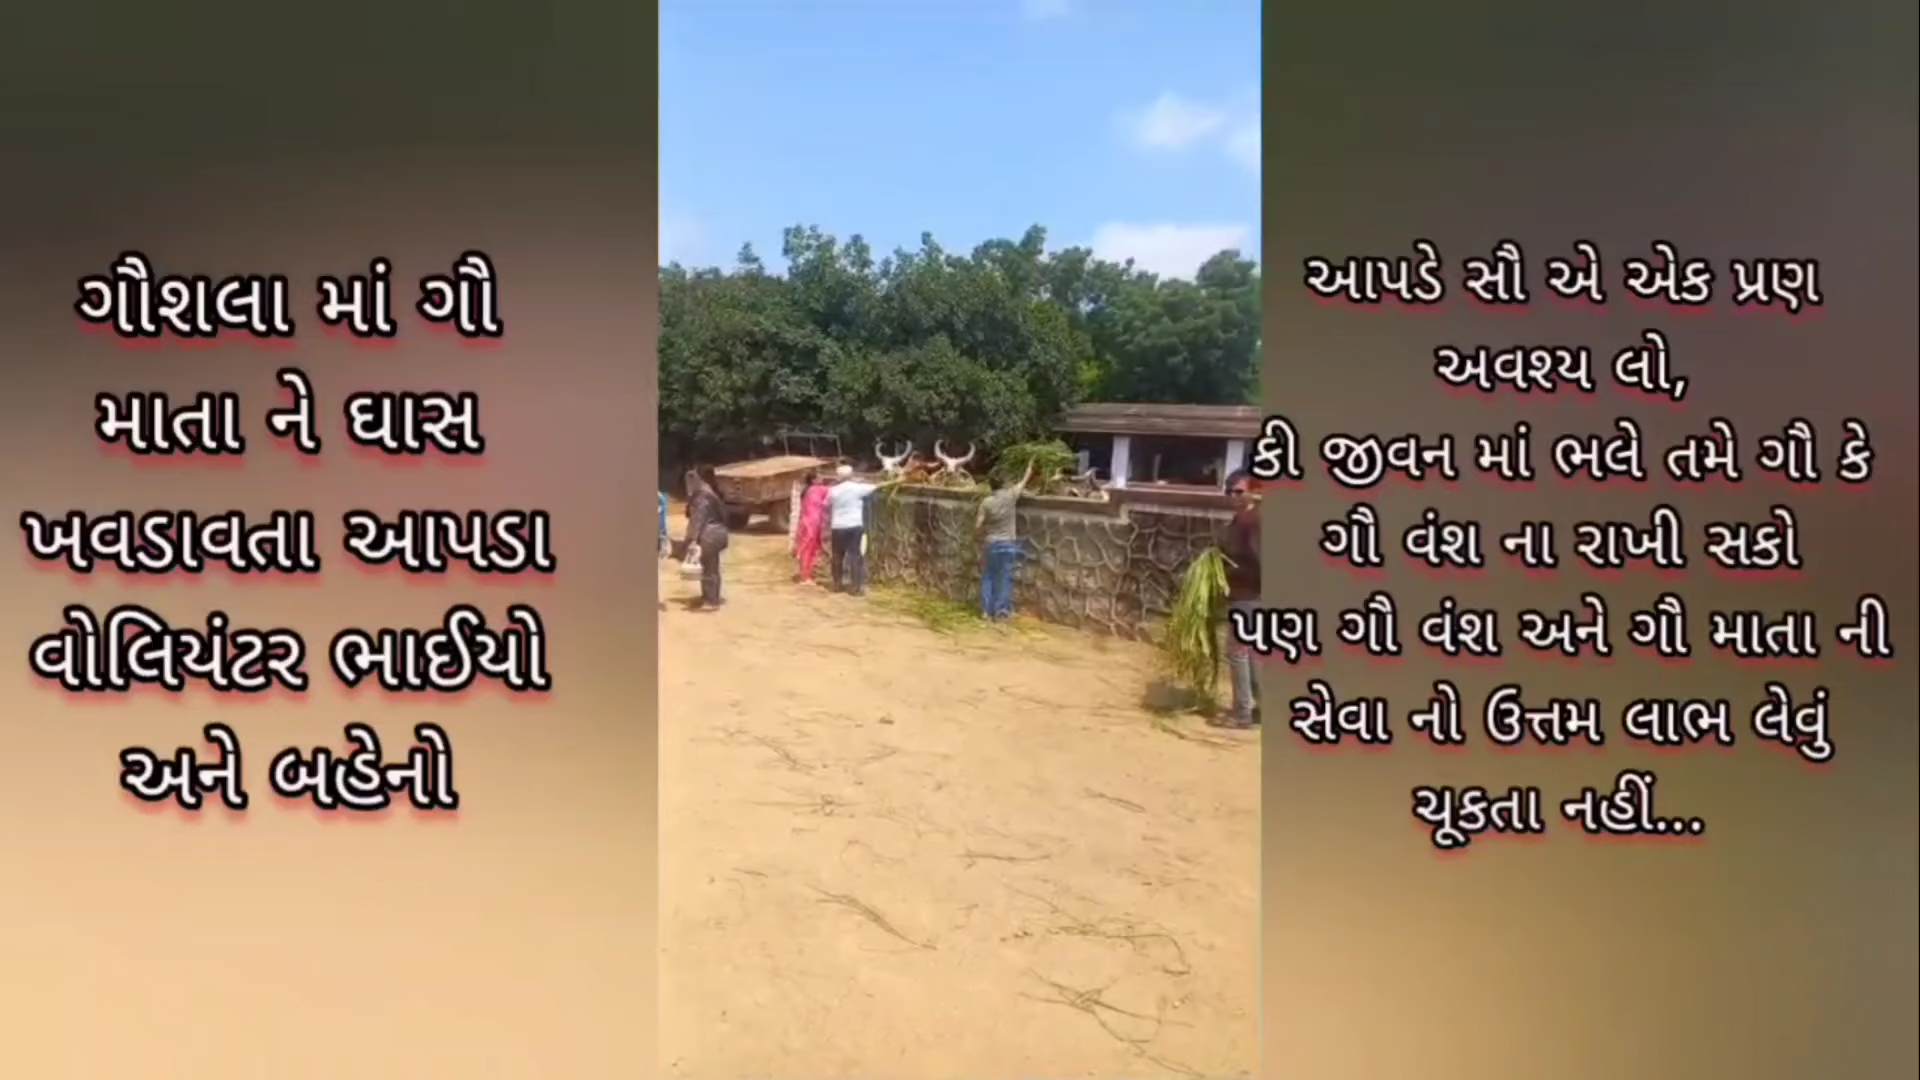 ગૌશલા માં ગૌ
માતા ને ઘાસ
ખવડાવતા આપડા
વોલિયંટર ભાઈયો
અને બહેનો
આપડે સૌ એ એક પ્રણ
અવશ્ય લો,
કી જીવન માં ભલે તમે ગૌ કે
ગૌ વંશ ના રાખી સકો
પણ ગૌ વંશ અને ગૌ માતા ની
સેવા નો ઉત્તમ લાભ લેવું
ચૂકતા નહીં...